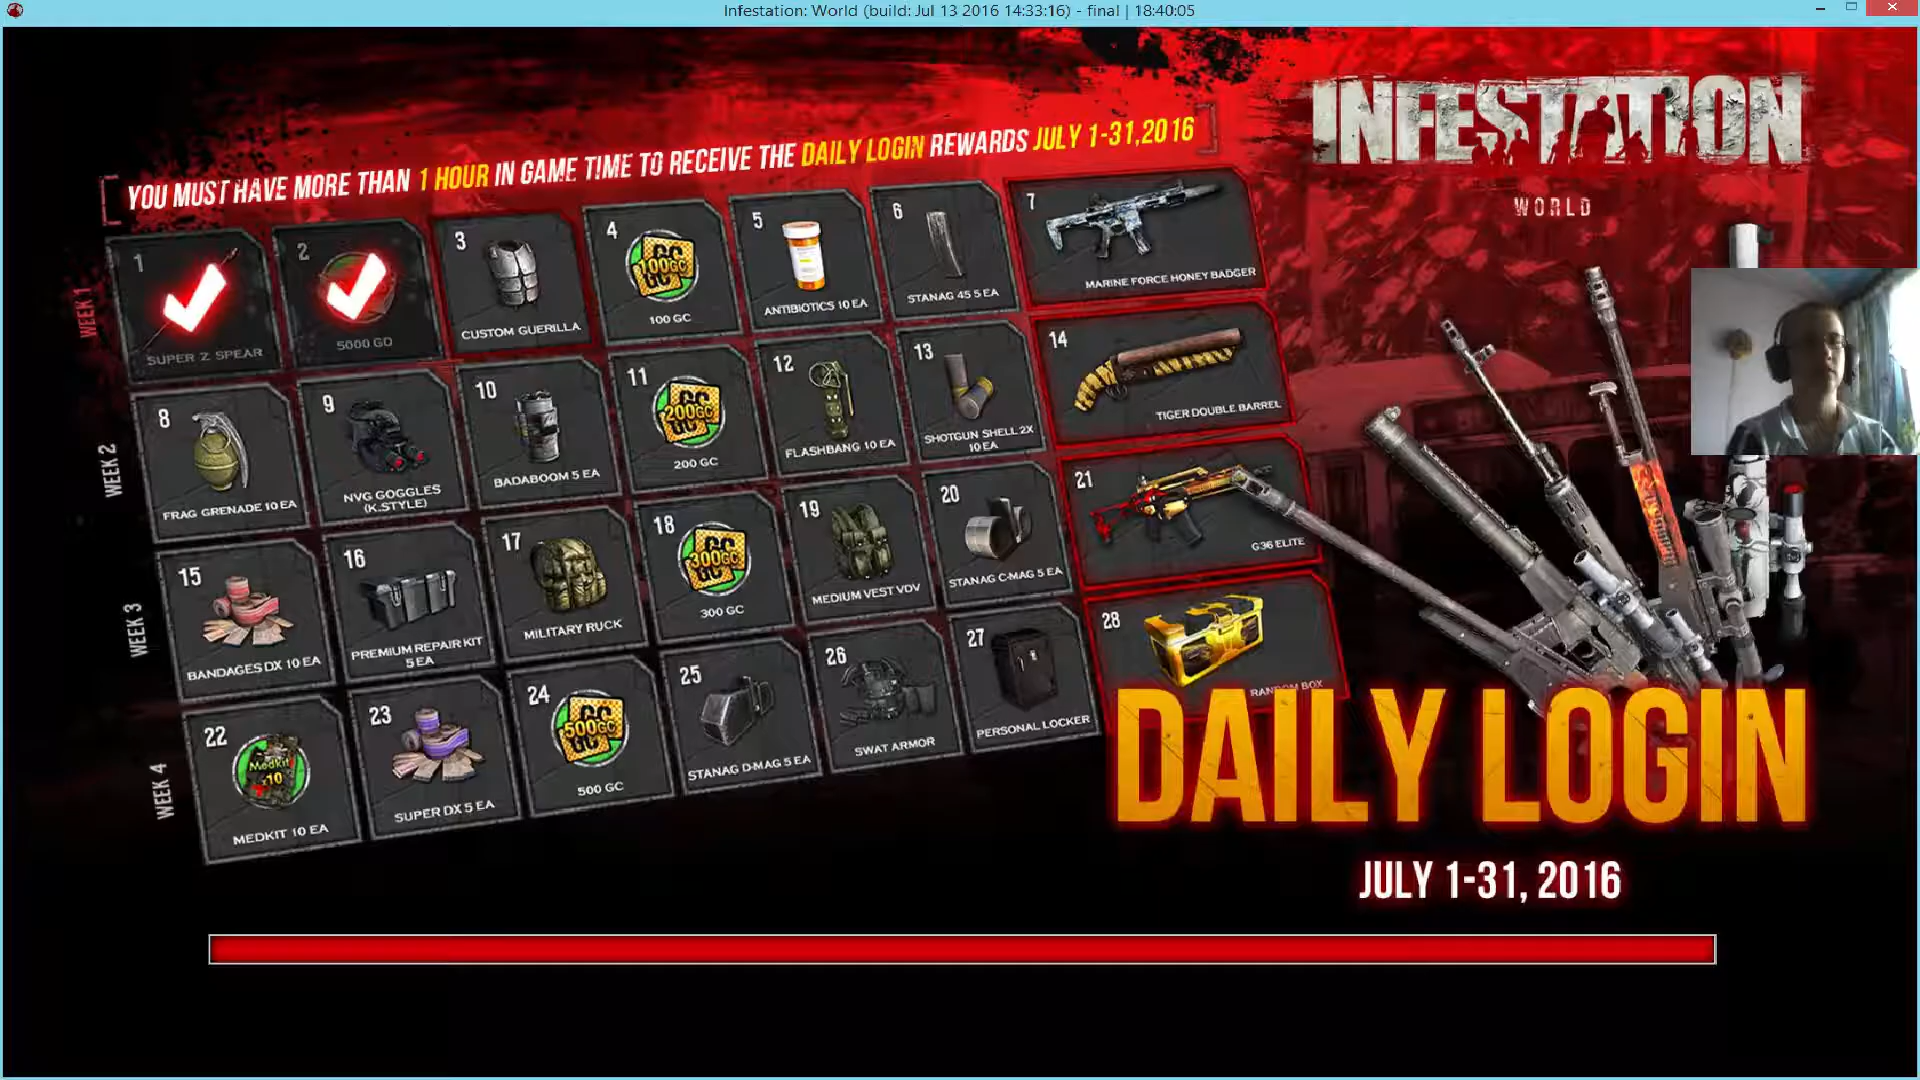 Infestation: World (build: Jul 13 2016 14:33:16) - final | 18:40:05
INFESTATION
WORLD
YOU MUST HAVE MORE THAN 1 HOUR IN GAME TIME TO RECEIVE THE DAILY LOGIN REWARDS JULY 1-31,2016
WEEK 1
1
SUPER Z SPEAR
2
5000 GD
3
CUSTOM GUERILLA
4
100GC
100 GC
5
ANTIBIOTICS 10 EA
6
STANAG 45 5 EA
7
MARINE FORCE HONEY BADGER
WEEK 2
8
FRAG GRENADE 10 EA
9
NVG GOGGLES
(K.STYLE)
10
BADABOOM 5 EA
11
200GC
200 GC
12
FLASHBANG 10 EA
13
SHOTGUN SHELL 2X
10 EA
14
TIGER DOUBLE BARREL
WEEK 3
15
BANDAGES DX 10 EA
16
PREMIUM REPAIR KIT
5 EA
17
MILITARY RUCK
18
300GC
300 GC
19
MEDIUM VEST VDV
20
STANAG C-MAG 5 EA
21
G36 ELITE
WEEK 4
22
Medkit
10
MEDKIT 10 EA
23
SUPER DX 5 EA
24
500GC
500 GC
25
STANAG D-MAG 5 EA
26
SWAT ARMOR
27
PERSONAL LOCKER
28
RANDOM BOX
DAILY LOGIN
JULY 1-31, 2016